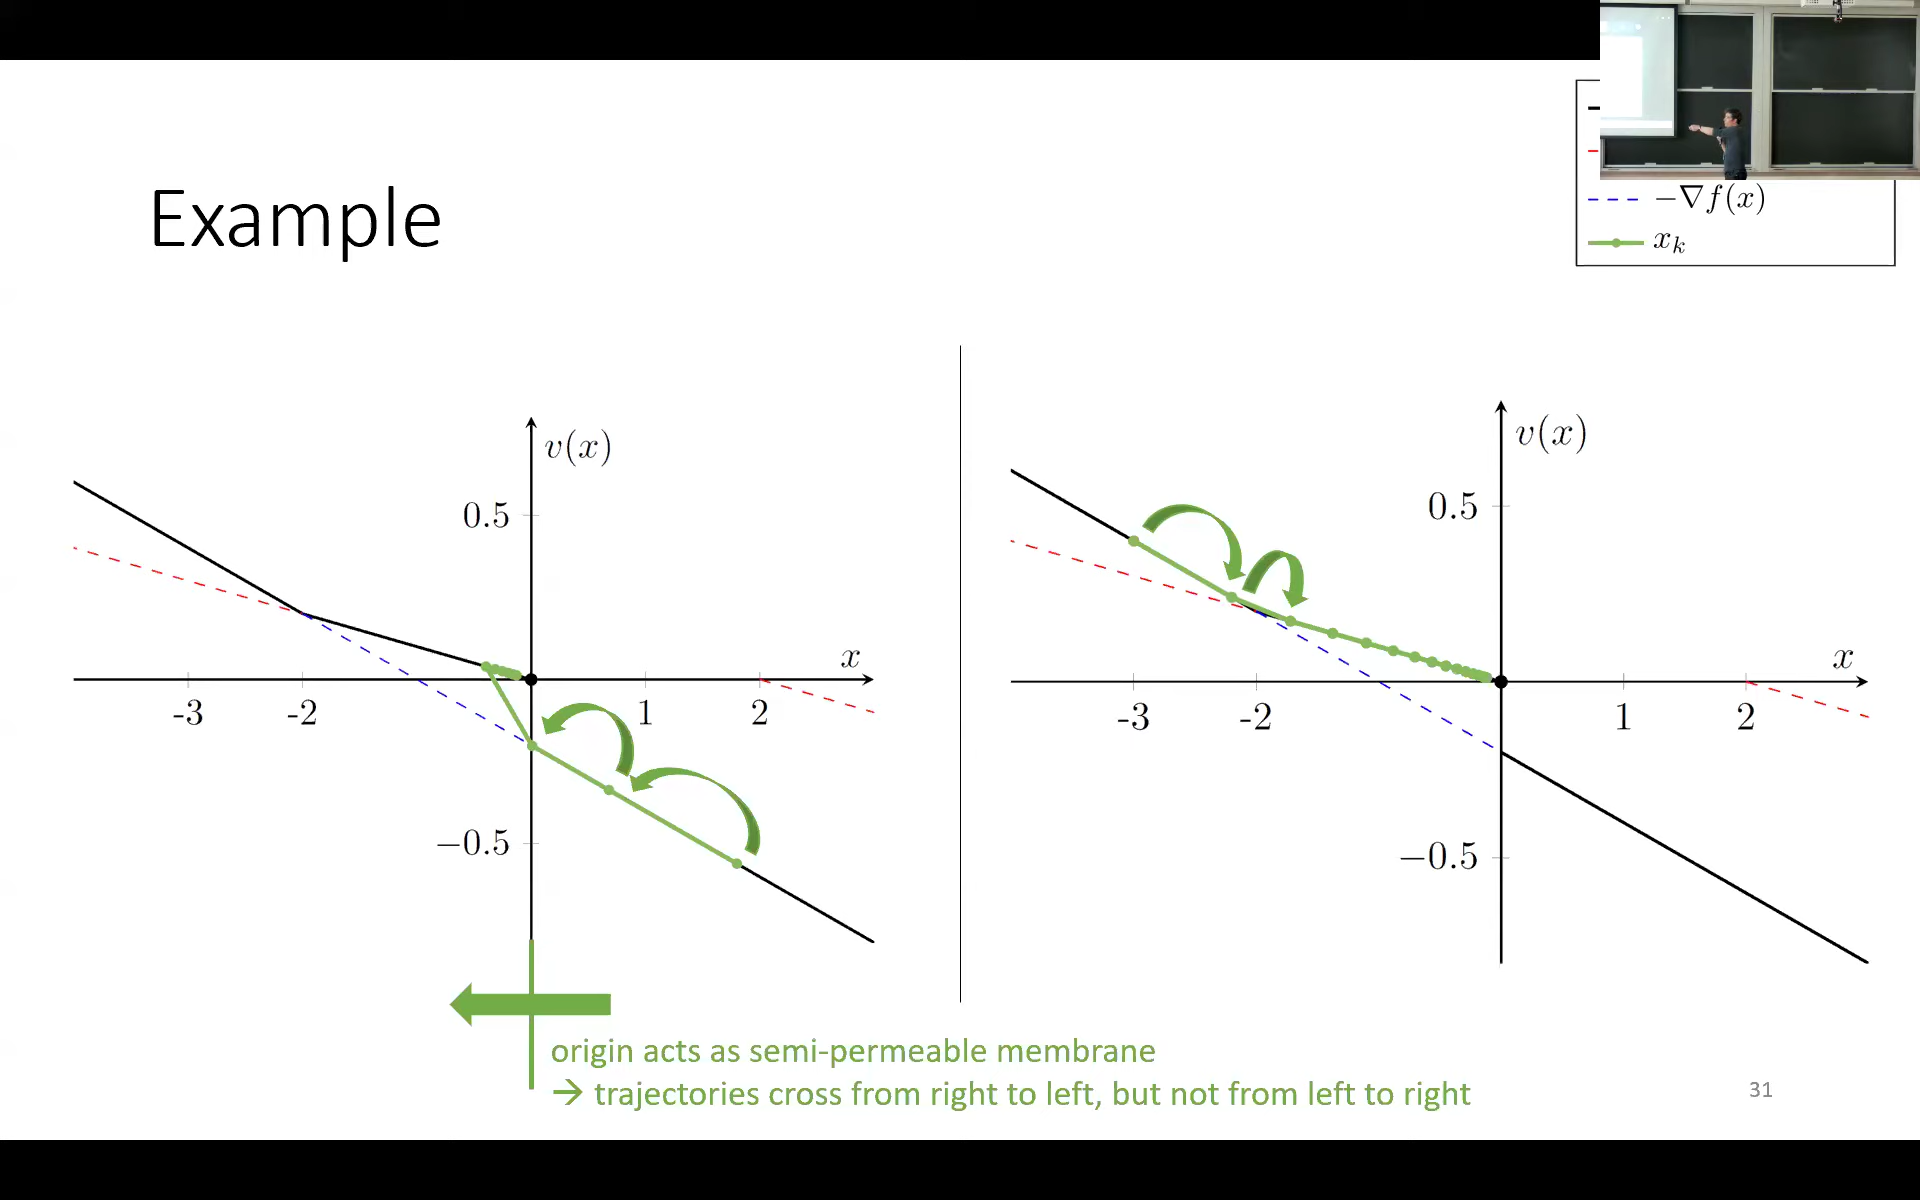 Example
−∇f(x)
x_k
v(x)
0.5
x
-3
-2
1
2
−0.5
v(x)
0.5
x
-3
-2
1
2
−0.5
origin acts as semi-permeable membrane
→ trajectories cross from right to left, but not from left to right
31